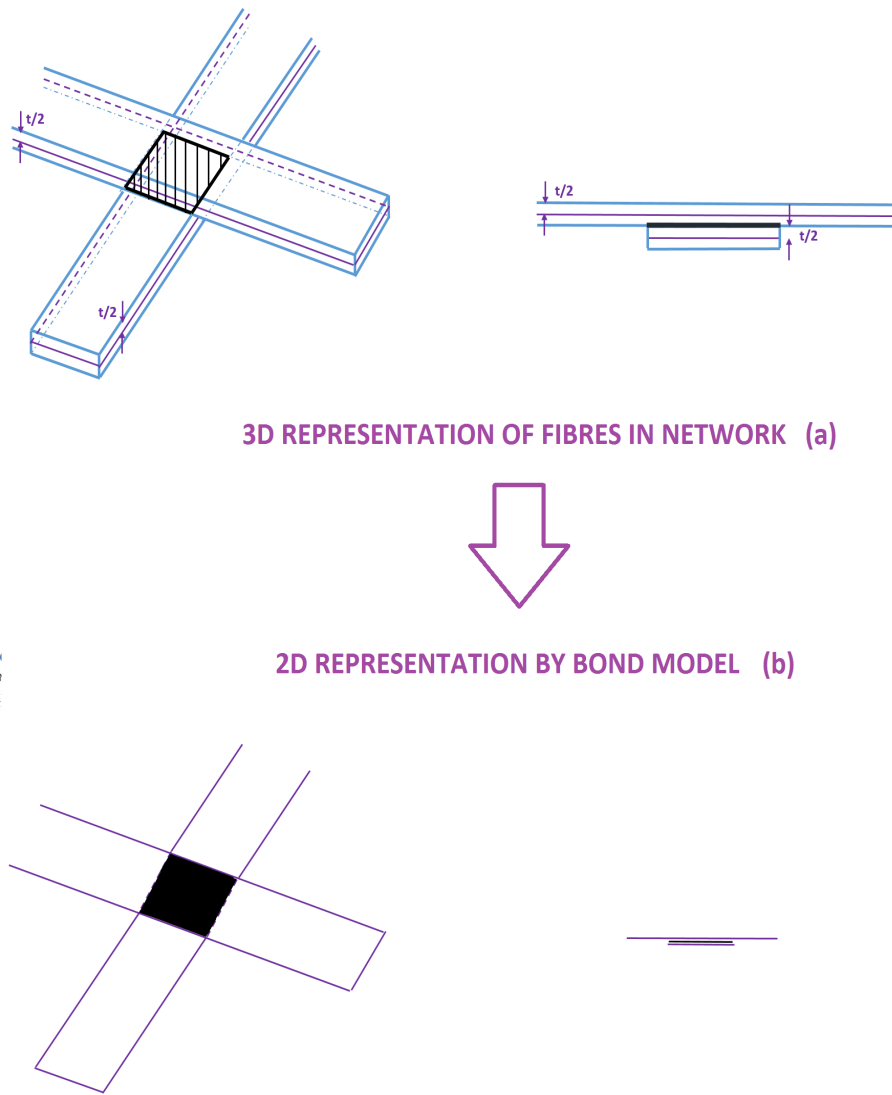 t/2
t/2
t/2
t/2
3D REPRESENTATION OF FIBRES IN NETWORK (a)
2D REPRESENTATION BY BOND MODEL (b)